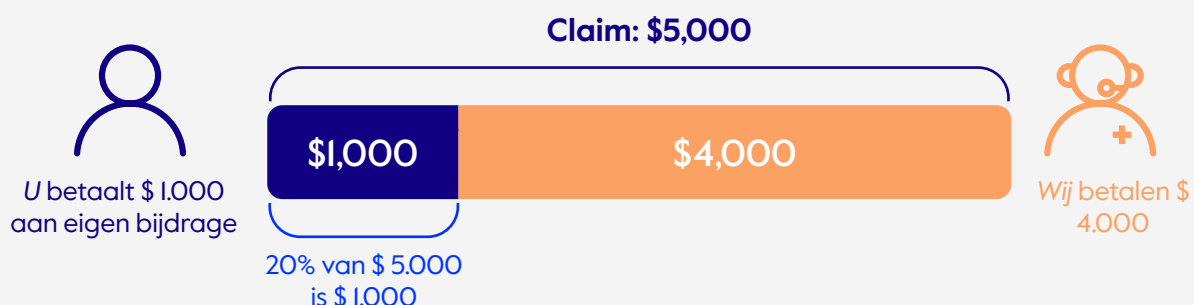 Claim: $5,000
$1,000
$4,000
U betaalt $ 1.000
aan eigen bijdrage
Wij betalen $
4.000
20% van $ 5.000
is $ 1.000